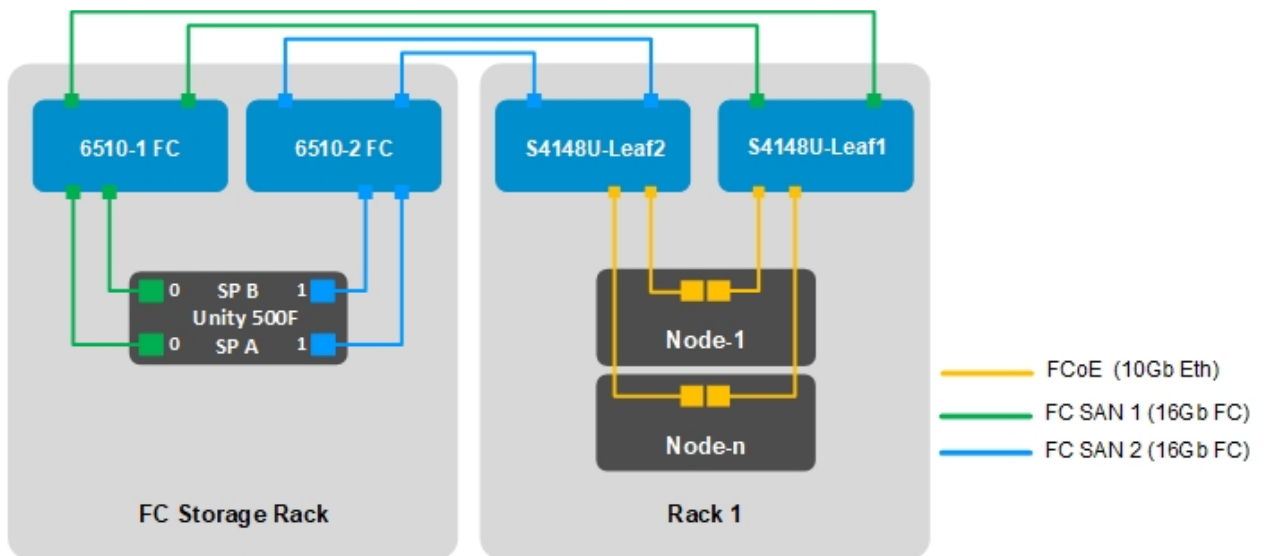 6510-1 FC
6510-2 FC
S4148U-Leaf2
S4148U-Leaf1
0 SP B 1
Unity 500F
0 SP A 1
Node-1
Node-n
FC Storage Rack
Rack 1
FCoE (10Gb Eth)
FC SAN 1 (16Gb FC)
FC SAN 2 (16Gb FC)